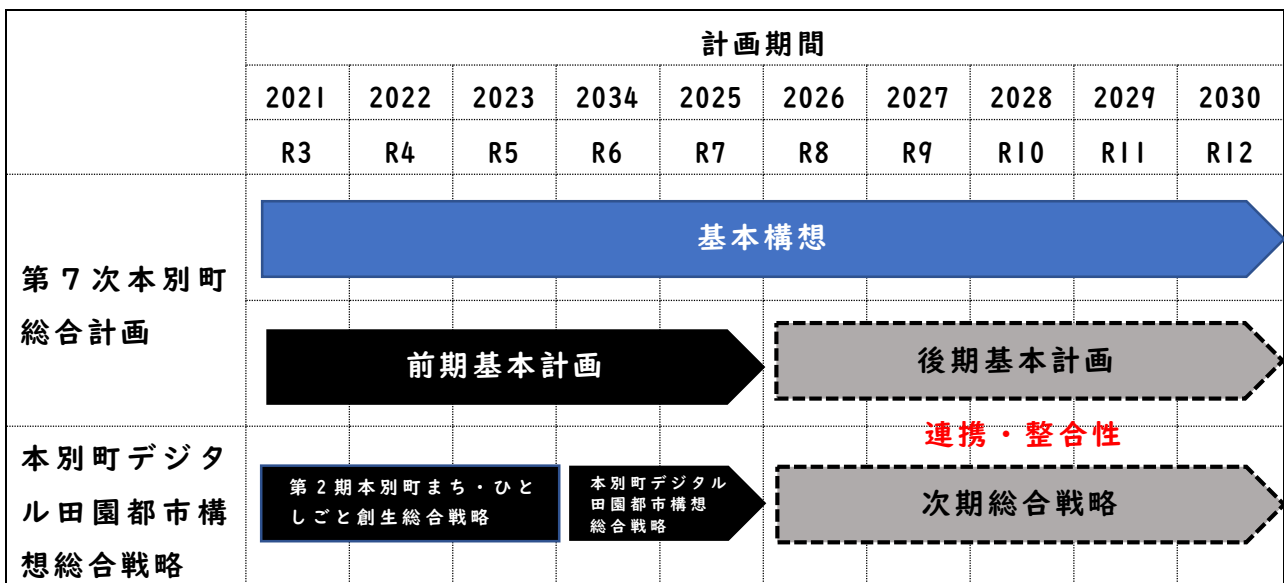 計画期間
2021 2022 2023 2034 2025 2026 2027 2028 2029 2030
R3 R4 R5 R6 R7 R8 R9 R10 R11 R12
第7次本別町
総合計画
基本構想
前期基本計画
後期基本計画
連携・整合性
本別町デジタ
ル田園都市構
想総合戦略
第2期本別町まち・ひと
しごと創生総合戦略
本別町デジタル
田園都市構想
総合戦略
次期総合戦略